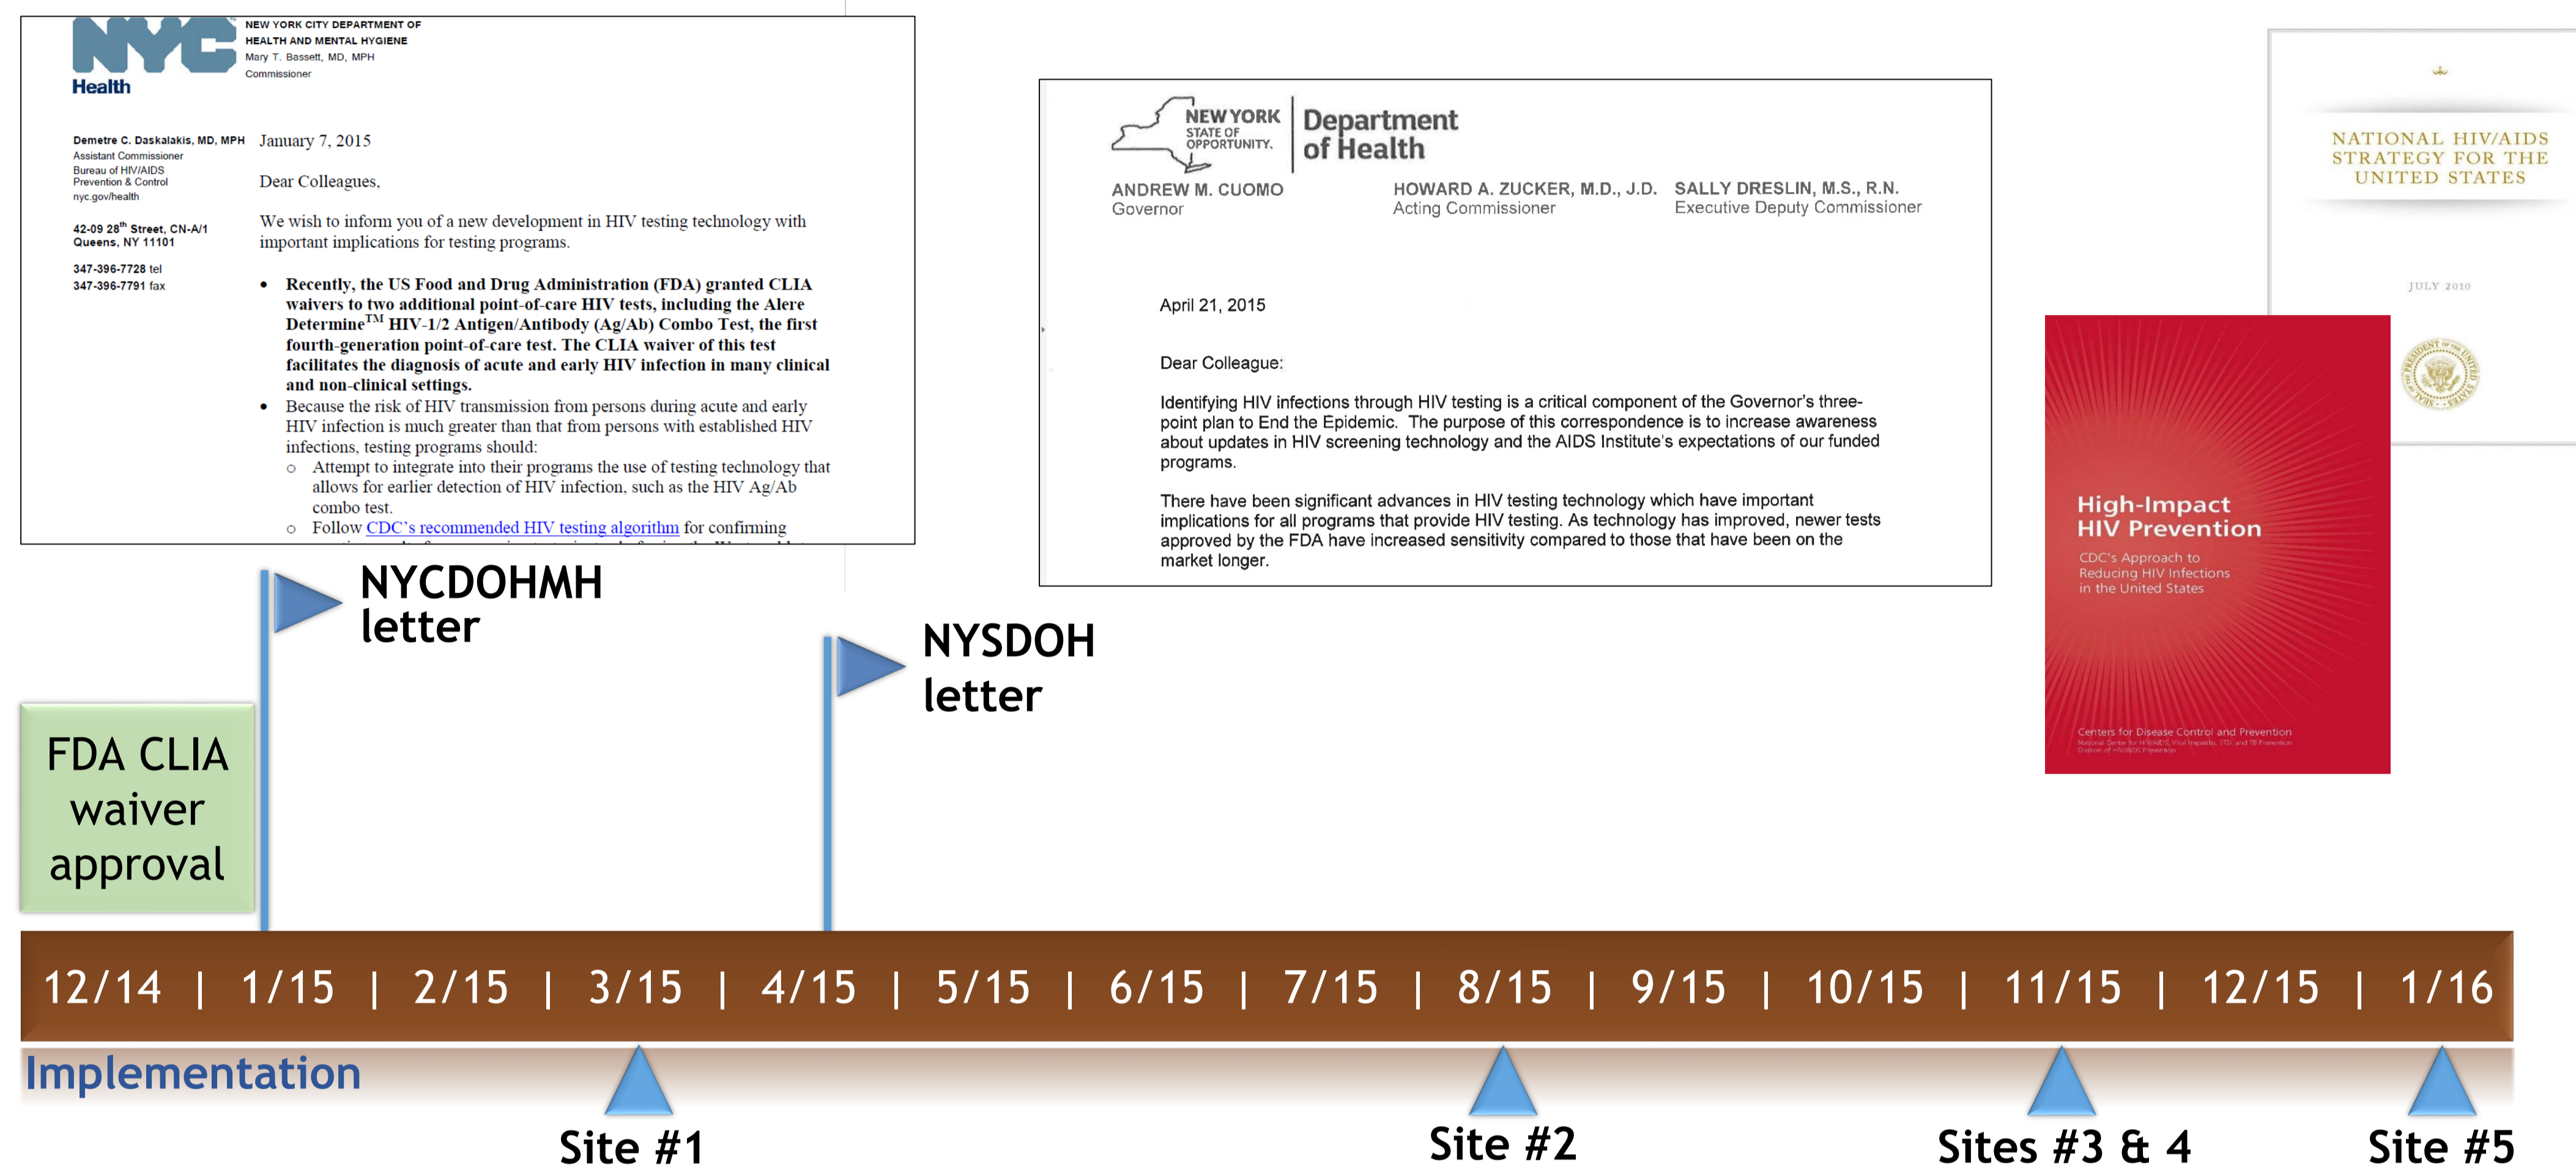 NYC
Health
NEW YORK CITY DEPARTMENT OF
HEALTH AND MENTAL HYGIENE
Mary T. Bassett, MD, MPH
Commissioner
Demetre C. Daskalakis, MD, MPH
Assistant Commissioner
Bureau of HIV/AIDS
Prevention & Control
nyc.gov/health
42-09 28th Street, CN-A/1
Queens, NY 11101
347-396-7728 tel
347-396-7791 fax
January 7, 2015
Dear Colleagues,
We wish to inform you of a new development in HIV testing technology with
important implications for testing programs.
• Recently, the US Food and Drug Administration (FDA) granted CLIA
waivers to two additional point-of-care HIV tests, including the Alere
Determine™ HIV-1/2 Antigen/Antibody (Ag/Ab) Combo Test, the first
fourth-generation point-of-care test. The CLIA waiver of this test
facilitates the diagnosis of acute and early HIV infection in many clinical
and non-clinical settings.
• Because the risk of HIV transmission from persons during acute and early
HIV infection is much greater than that from persons with established HIV
infections, testing programs should:
o Attempt to integrate into their programs the use of testing technology that
allows for earlier detection of HIV infection, such as the HIV Ag/Ab
combo test.
o Follow CDC's recommended HIV testing algorithm for confirming
NEW YORK
STATE OF
OPPORTUNITY.
Department
of Health
ANDREW M. CUOMO
Governor
HOWARD A. ZUCKER, M.D., J.D.
Acting Commissioner
SALLY DRESLIN, M.S., R.N.
Executive Deputy Commissioner
April 21, 2015
Dear Colleague:
Identifying HIV infections through HIV testing is a critical component of the Governor's three-
point plan to End the Epidemic. The purpose of this correspondence is to increase awareness
about updates in HIV screening technology and the AIDS Institute's expectations of our funded
programs.
There have been significant advances in HIV testing technology which have important
implications for all programs that provide HIV testing. As technology has improved, newer tests
approved by the FDA have increased sensitivity compared to those that have been on the
market longer.
NATIONAL HIV/AIDS
STRATEGY FOR THE
UNITED STATES
JULY 2010
High-Impact
HIV Prevention
CDC's Approach to
Reducing HIV Infections
in the United States
Centers for Disease Control and Prevention
National Center for HIV/AIDS, Viral Hepatitis, STD, and TB Prevention
Division of HIV/AIDS Prevention
NYCDOHMH
letter
NYSDOH
letter
FDA CLIA
waiver
approval
12/14 | 1/15 | 2/15 | 3/15 | 4/15 | 5/15 | 6/15 | 7/15 | 8/15 | 9/15 | 10/15 | 11/15 | 12/15 | 1/16
Implementation
Site #1
Site #2
Sites #3 & 4
Site #5